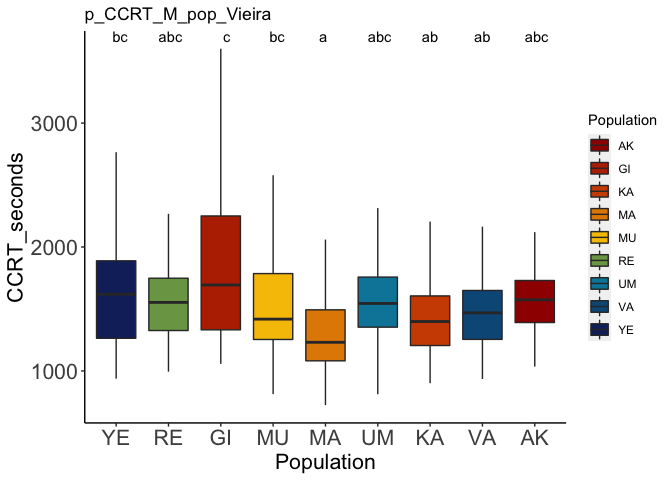 p_CCRT_M_pop_Vieira
bc abc c bc a abc ab ab abc
CCRT_seconds
3000
2000
1000
YE RE GI MU MA UM KA VA AK
Population
Population
AK
GI
KA
MA
MU
RE
UM
VA
YE